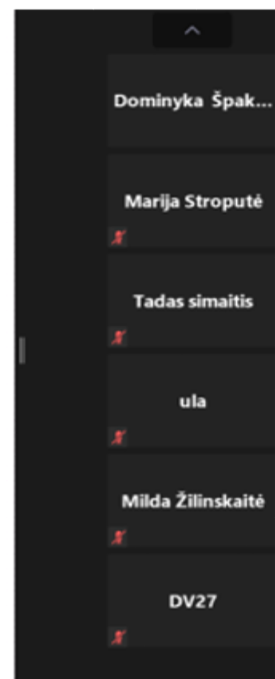 Dominyka Špak...
Marija Stroputė
Tadas simaitis
ula
Milda Žilinskaitė
DV27